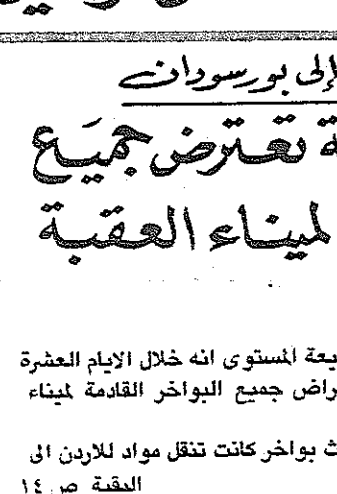 إلى بورسودان
ة تعترض جميع
لميناء العقبة
يعة المستوى انه خلال الايام العشرة
راض جميع البواخر القادمة لميناء
ث بواخر كانت تنقل مواد للاردن الى
البقية ص ١٤